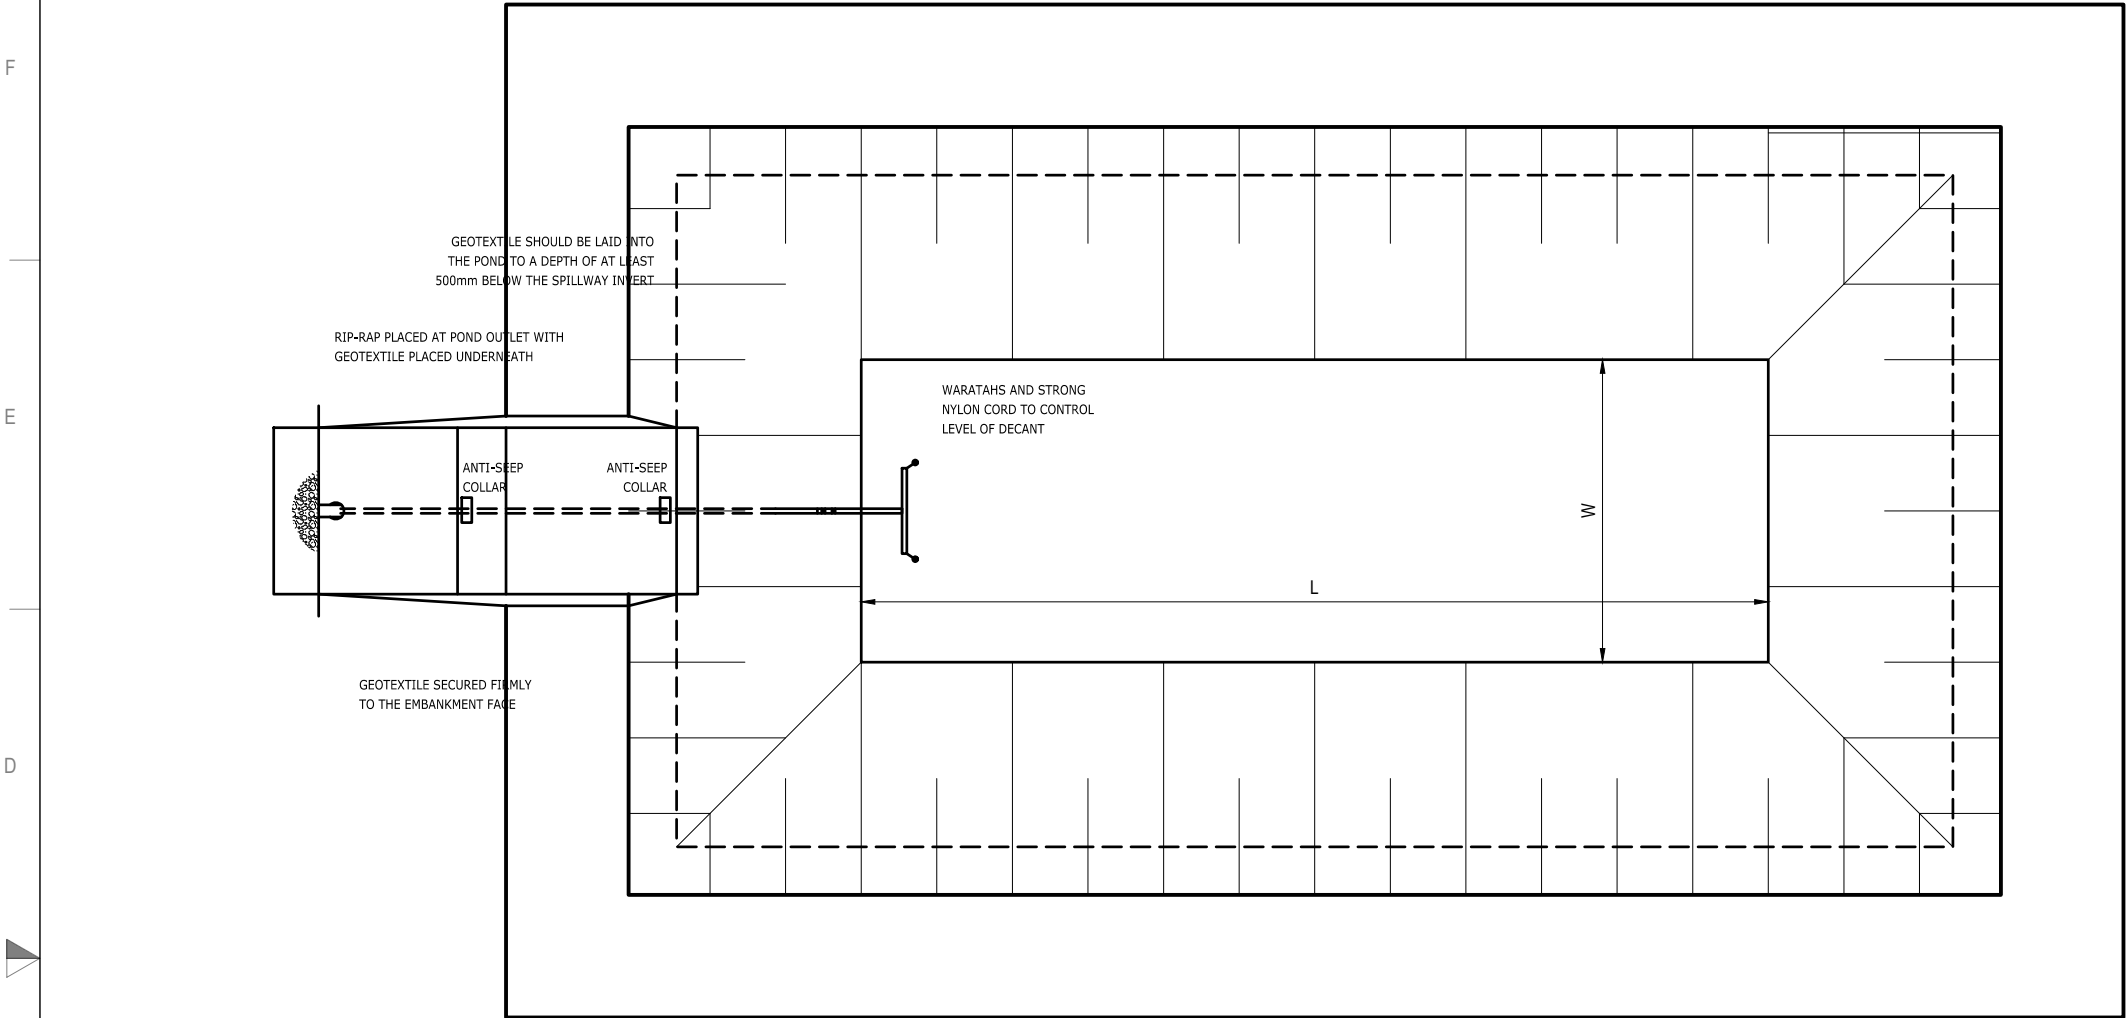 F
GEOTEXTILE SHOULD BE LAID INTO
THE POND TO A DEPTH OF AT LEAST
500mm BELOW THE SPILLWAY INVERT
RIP-RAP PLACED AT POND OUTLET WITH
GEOTEXTILE PLACED UNDERNEATH
WARATAHS AND STRONG
NYLON CORD TO CONTROL
LEVEL OF DECANT
E
ANTI-SEEP
COLLAR
ANTI-SEEP
COLLAR
W
L
GEOTEXTILE SECURED FIRMLY
TO THE EMBANKMENT FACE
D